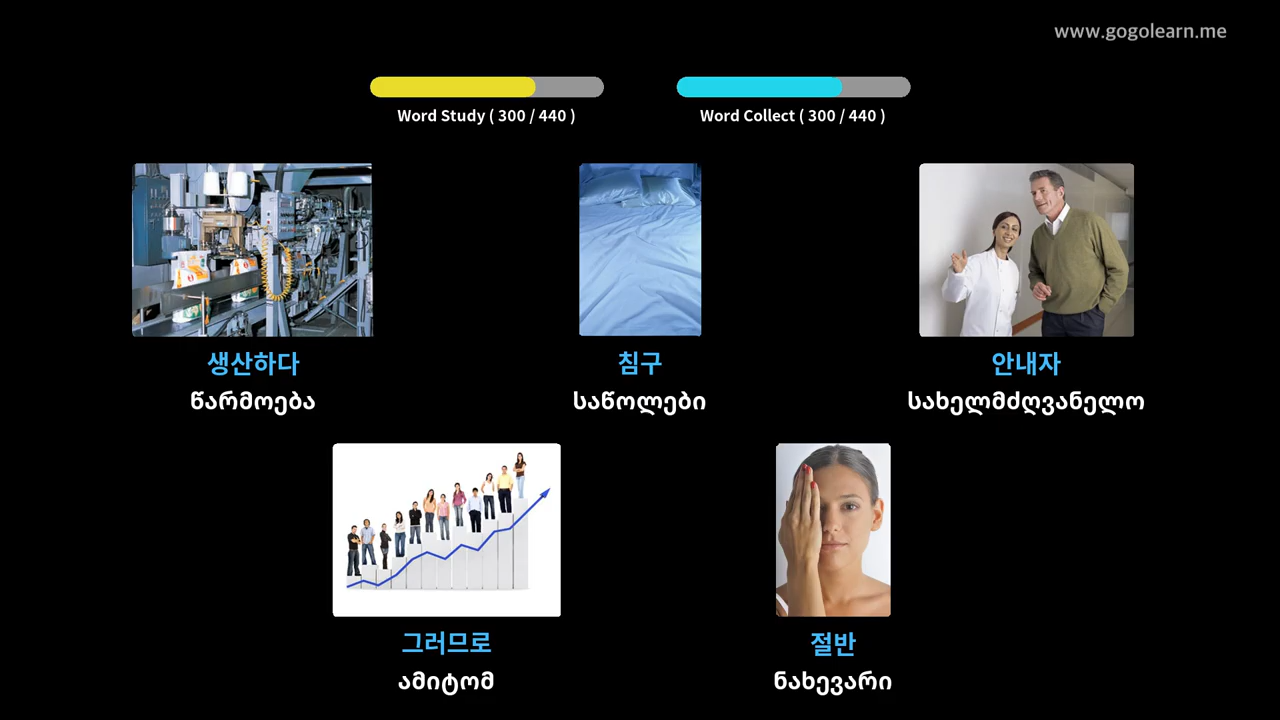 www.gogolearn.me
Word Study ( 300 / 440 )
Word Collect ( 300 / 440 )
생산하다
წარმოება
침구
საწოლები
안내자
სახელმძღვანელო
그러므로
ამიტომ
절반
ნახევარი